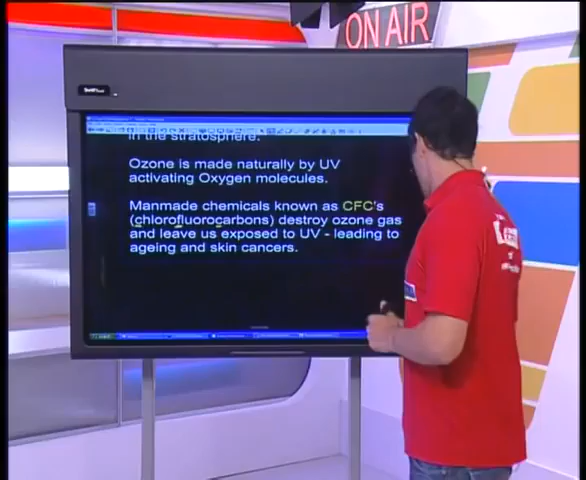 ON AIR
in the stratosphere.
Ozone is made naturally by UV
activating Oxygen molecules.
Manmade chemicals known as CFC's
(chlorofluorocarbons) destroy ozone gas
and leave us exposed to UV - leading to
ageing and skin cancers.